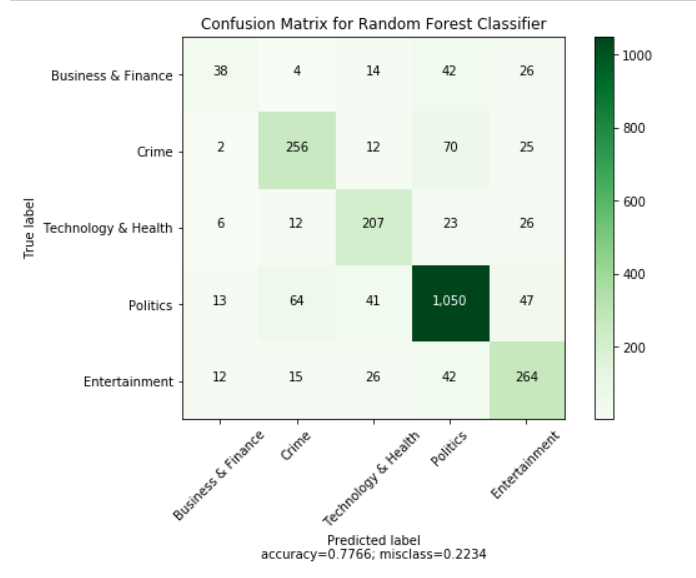 Confusion Matrix for Random Forest Classifier
True label
Business & Finance 38 4 14 42 26
Crime 2 256 12 70 25
Technology & Health 6 12 207 23 26
Politics 13 64 41 1,050 47
Entertainment 12 15 26 42 264
Business & Finance Crime Technology & Health Politics Entertainment
Predicted label
accuracy=0.7766; misclass=0.2234
1000
800
600
400
200